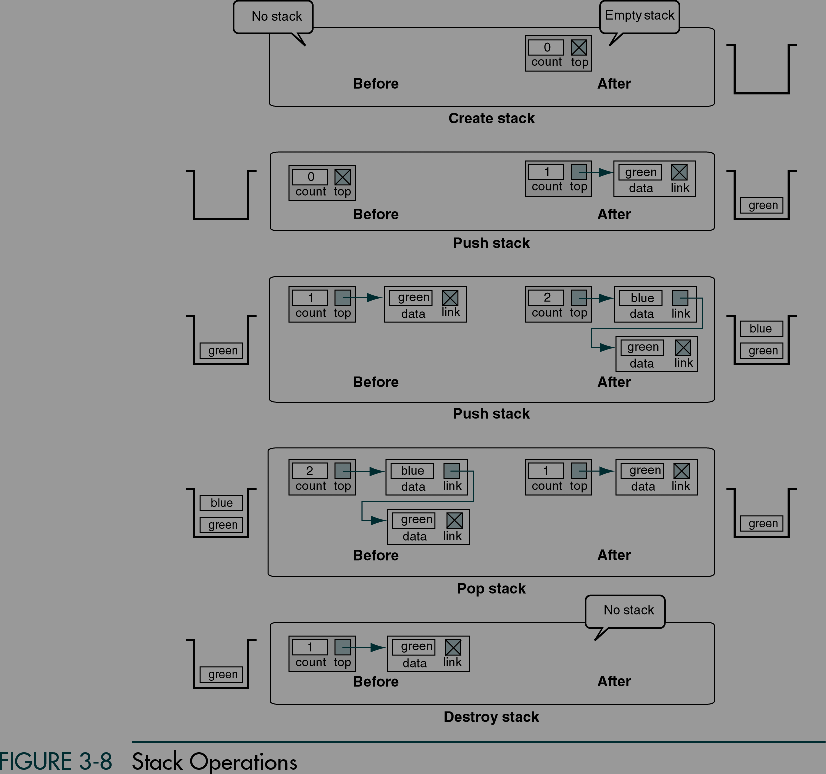 No stack
Empty stack
0
count top
Before
After
Create stack
0
count top
Before
1
green
count top
data
link
After
green
Push stack
green
1
green
count top
data
link
Before
2
blue
count top
data
link
green
data
link
After
blue
green
Push stack
blue
green
2
blue
count top
data
link
green
data
link
Before
1
green
count top
data
link
After
green
Pop stack
No stack
green
1
green
count top
data
link
Before
After
Destroy stack
FIGURE 3-8 Stack Operations